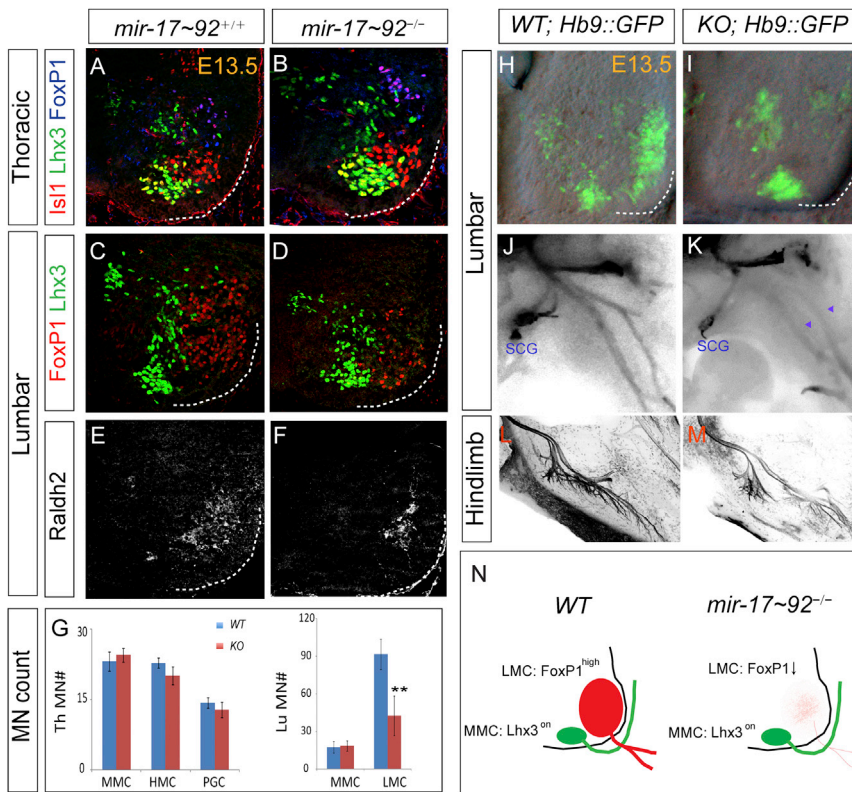 mir-17~92+/+
mir-17~92−/−
WT; Hb9::GFP
KO; Hb9::GFP
Thoracic
Isl1 Lhx3 FoxP1
A
E13.5
B
H
E13.5
I
Lumbar
FoxP1 Lhx3
C
D
Lumbar
J
SCG
K
SCG
Raldh2
E
F
Hindlimb
L
M
MN count
G
Th MN#
30
15
0
WT
KO
MMC
HMC
PGC
Lu MN#
120
90
60
30
0
**
MMC
LMC
N
WT
mir-17~92−/−
LMC: FoxP1high
LMC: FoxP1↓
MMC: Lhx3on
MMC: Lhx3on